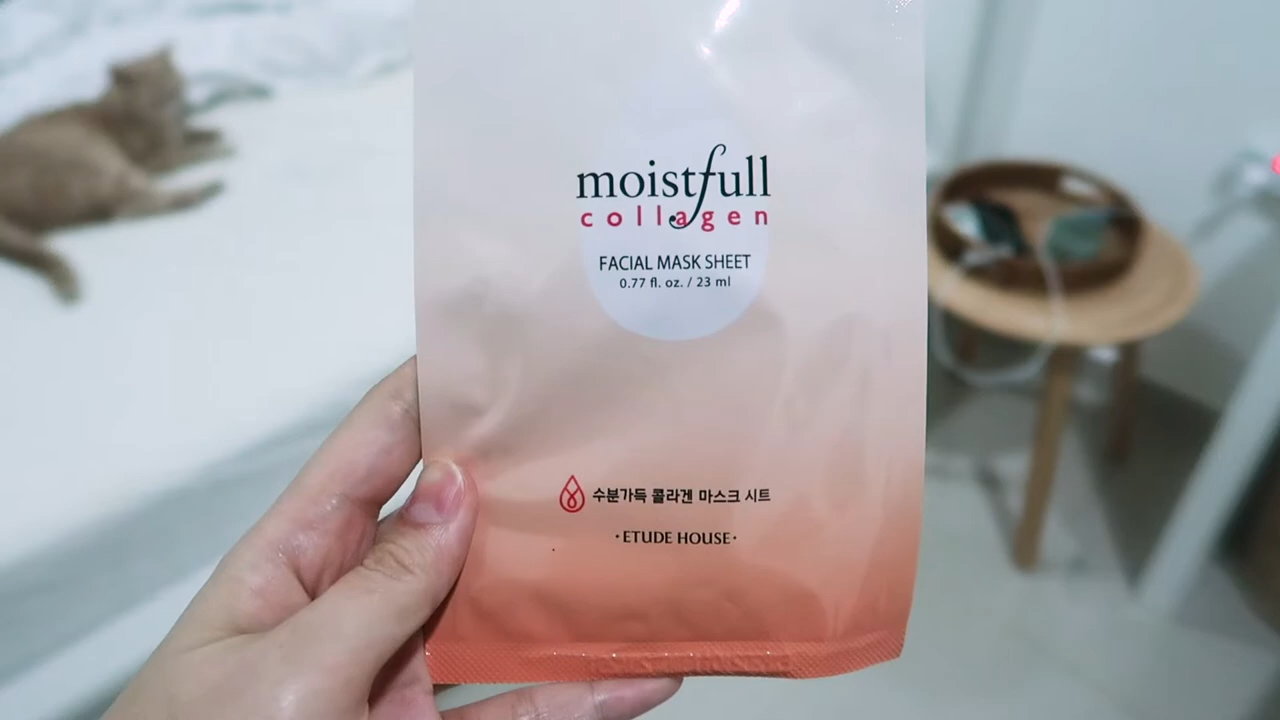 moistfull
collagen
FACIAL MASK SHEET
0.77 fl. oz. / 23 ml
수분가득 콜라겐 마스크 시트
·ETUDE HOUSE·